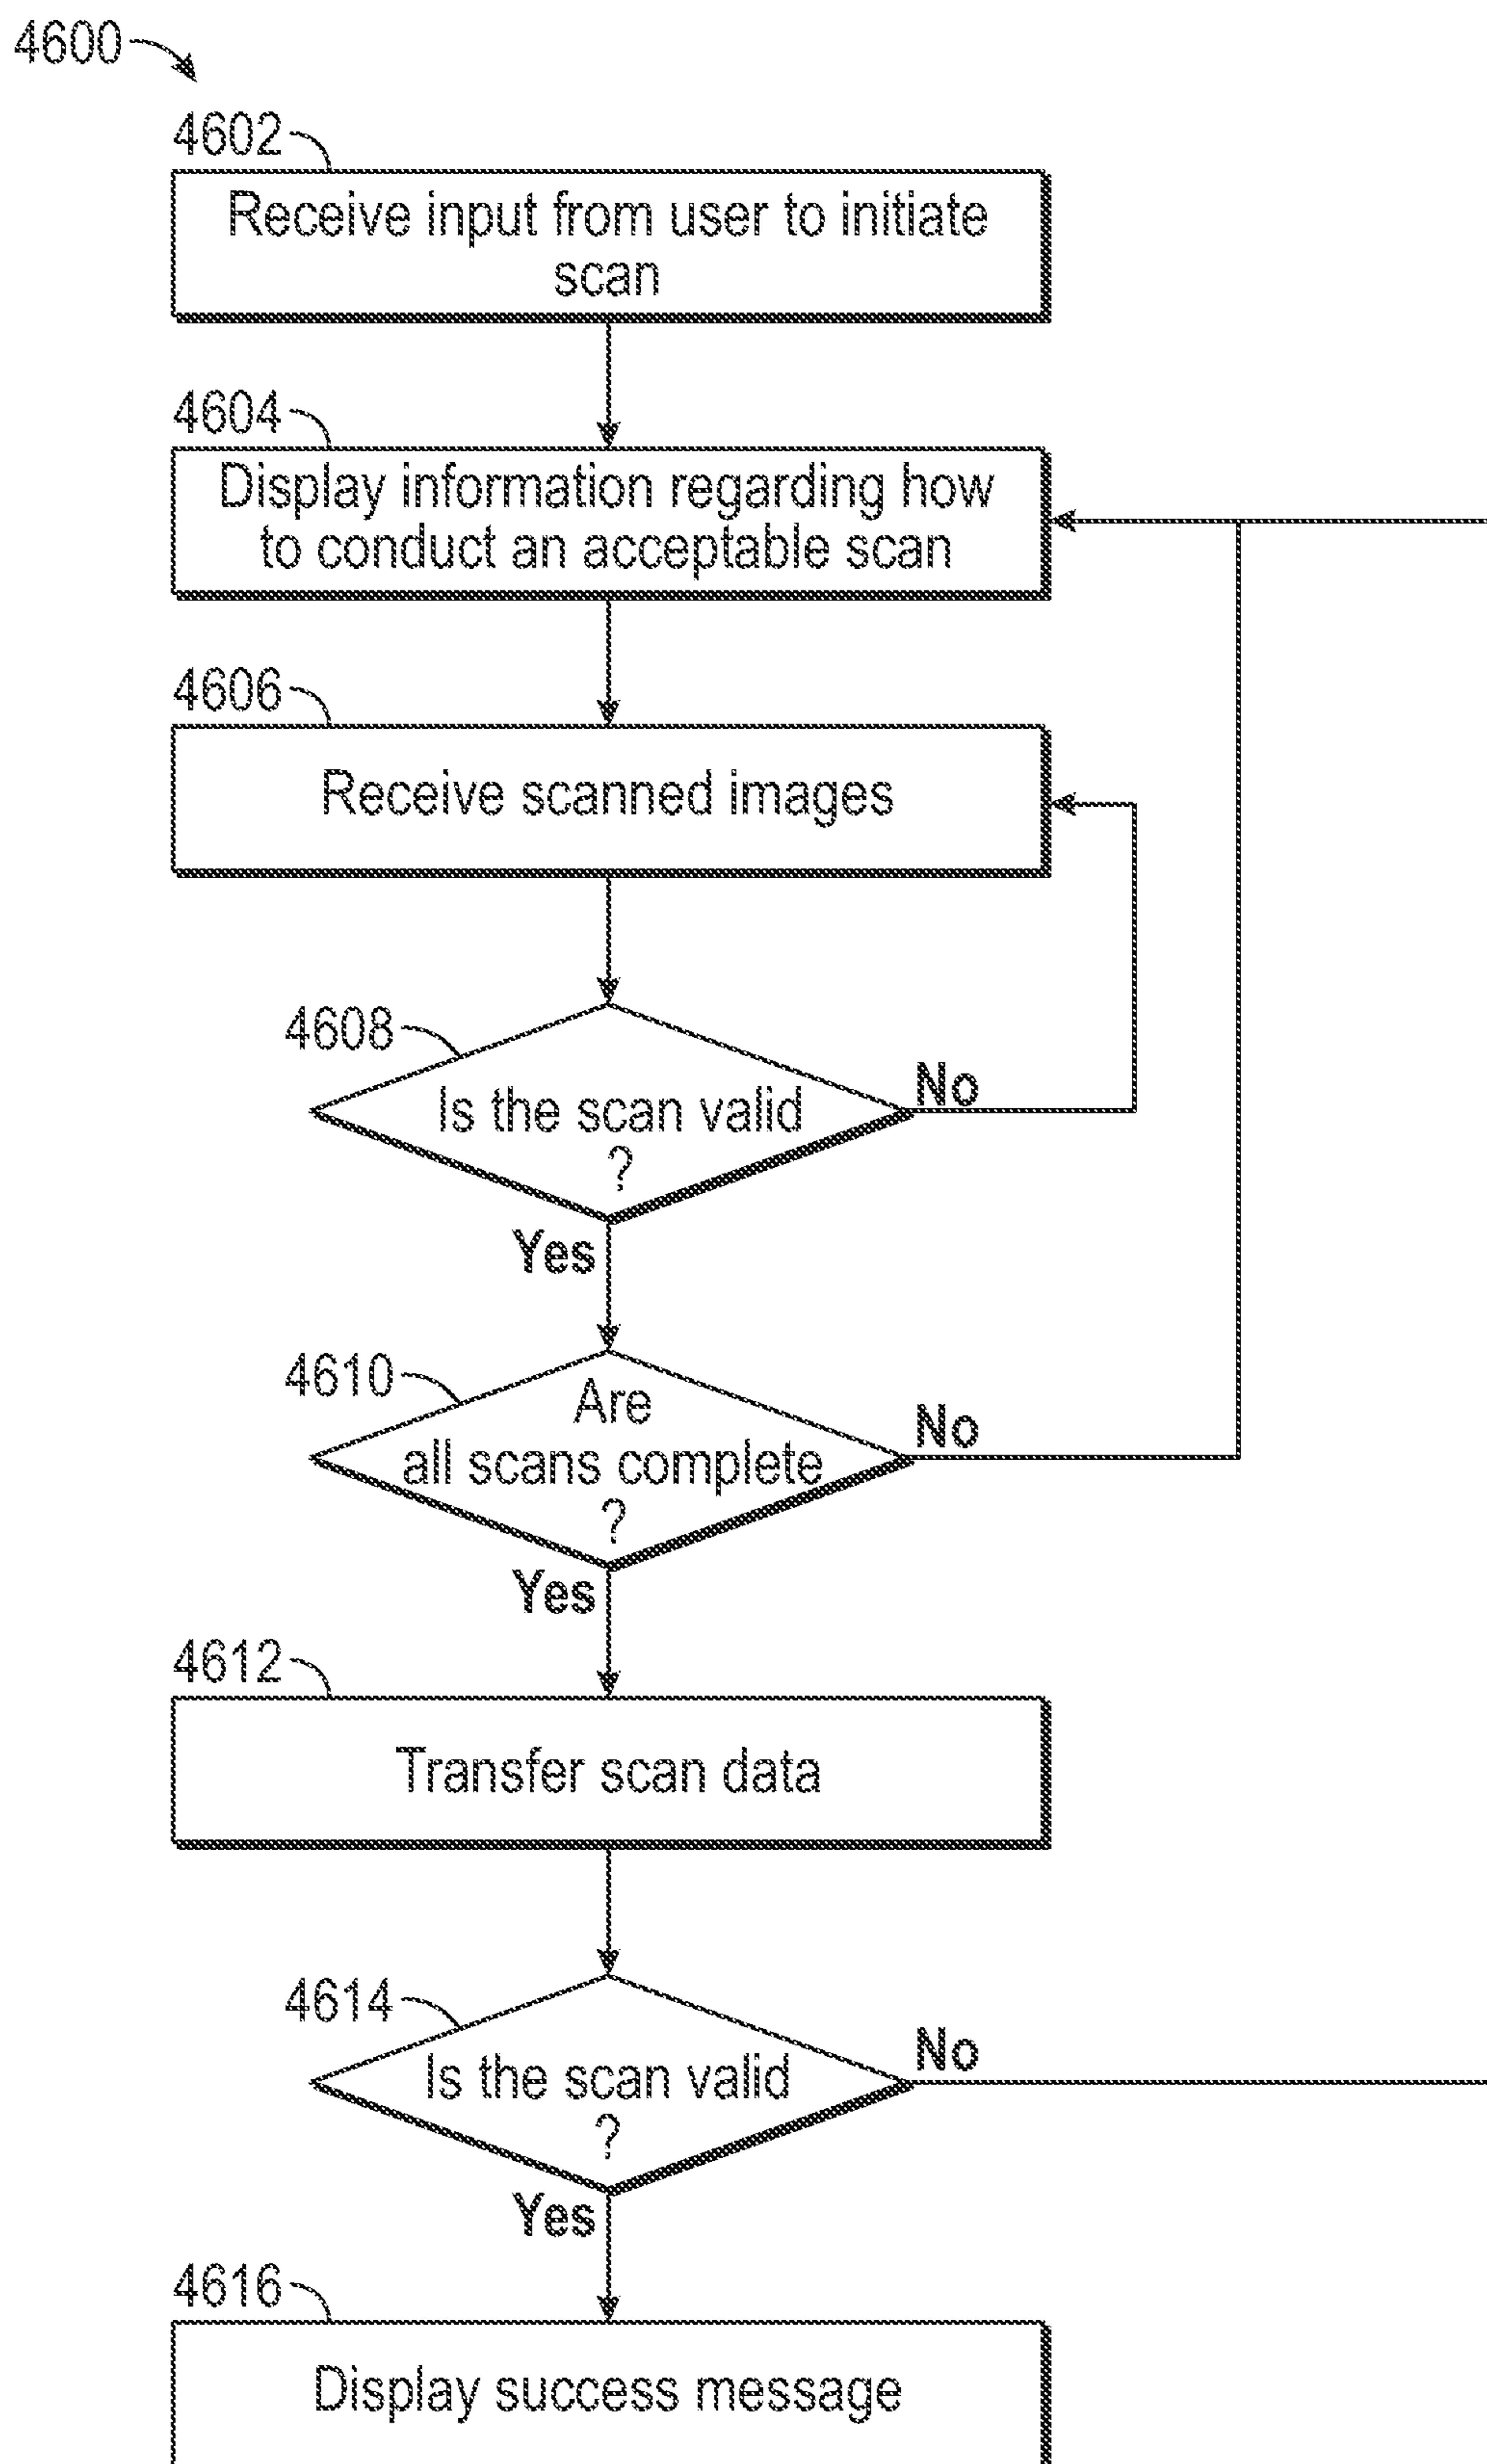 4600
4602
Receive input from user to initiate
scan
4604
Display information regarding how
to conduct an acceptable scan
4606
Receive scanned images
4608
Is the scan valid
?
No
Yes
4610
Are
all scans complete
?
No
Yes
4612
Transfer scan data
4614
Is the scan valid
?
No
Yes
4616
Display success message